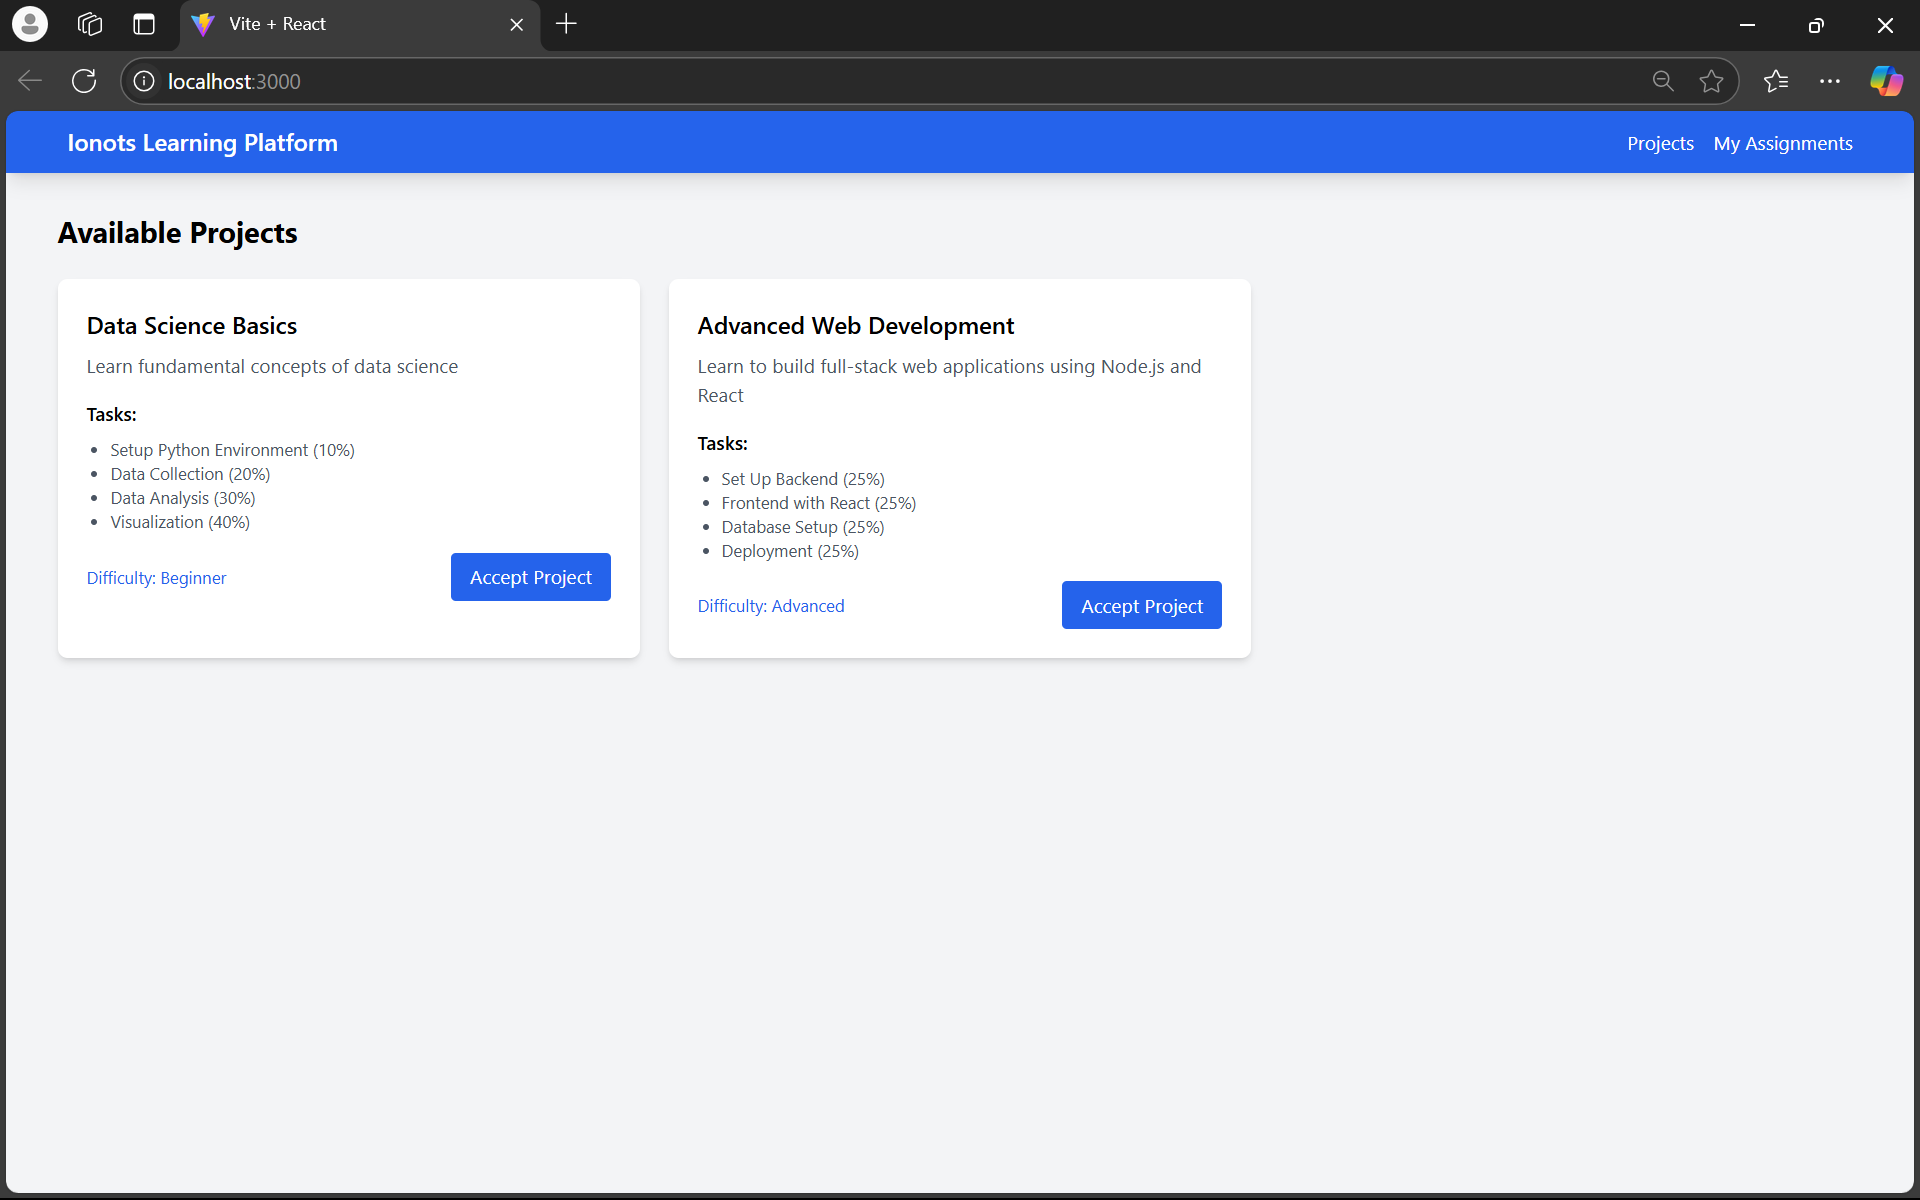 Vite + React
localhost:3000
Ionots Learning Platform
Projects
My Assignments
Available Projects
Data Science Basics
Learn fundamental concepts of data science
Tasks:
Setup Python Environment (10%)
Data Collection (20%)
Data Analysis (30%)
Visualization (40%)
Difficulty: Beginner
Accept Project
Advanced Web Development
Learn to build full-stack web applications using Node.js and
React
Tasks:
Set Up Backend (25%)
Frontend with React (25%)
Database Setup (25%)
Deployment (25%)
Difficulty: Advanced
Accept Project